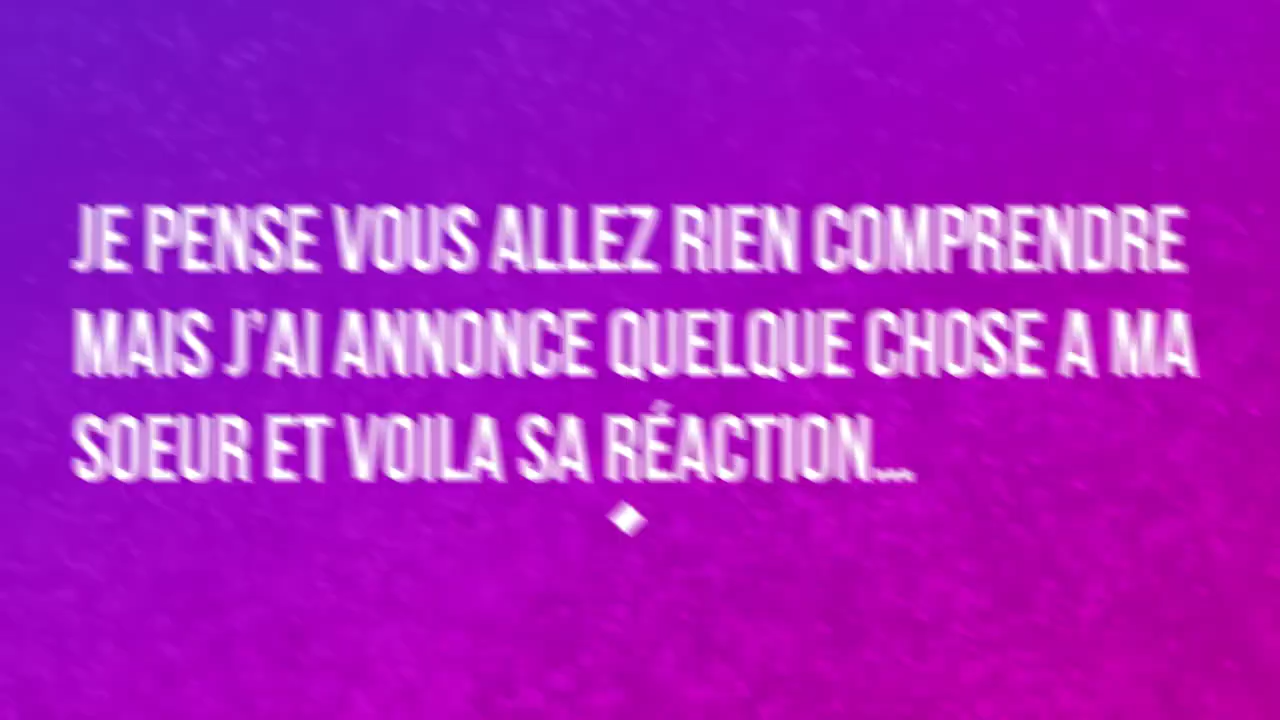 JE PENSE VOUS ALLEZ RIEN COMPRENDRE
MAIS J'AI ANNONCE QUELQUE CHOSE A MA
SOEUR ET VOILA SA RÉACTION...